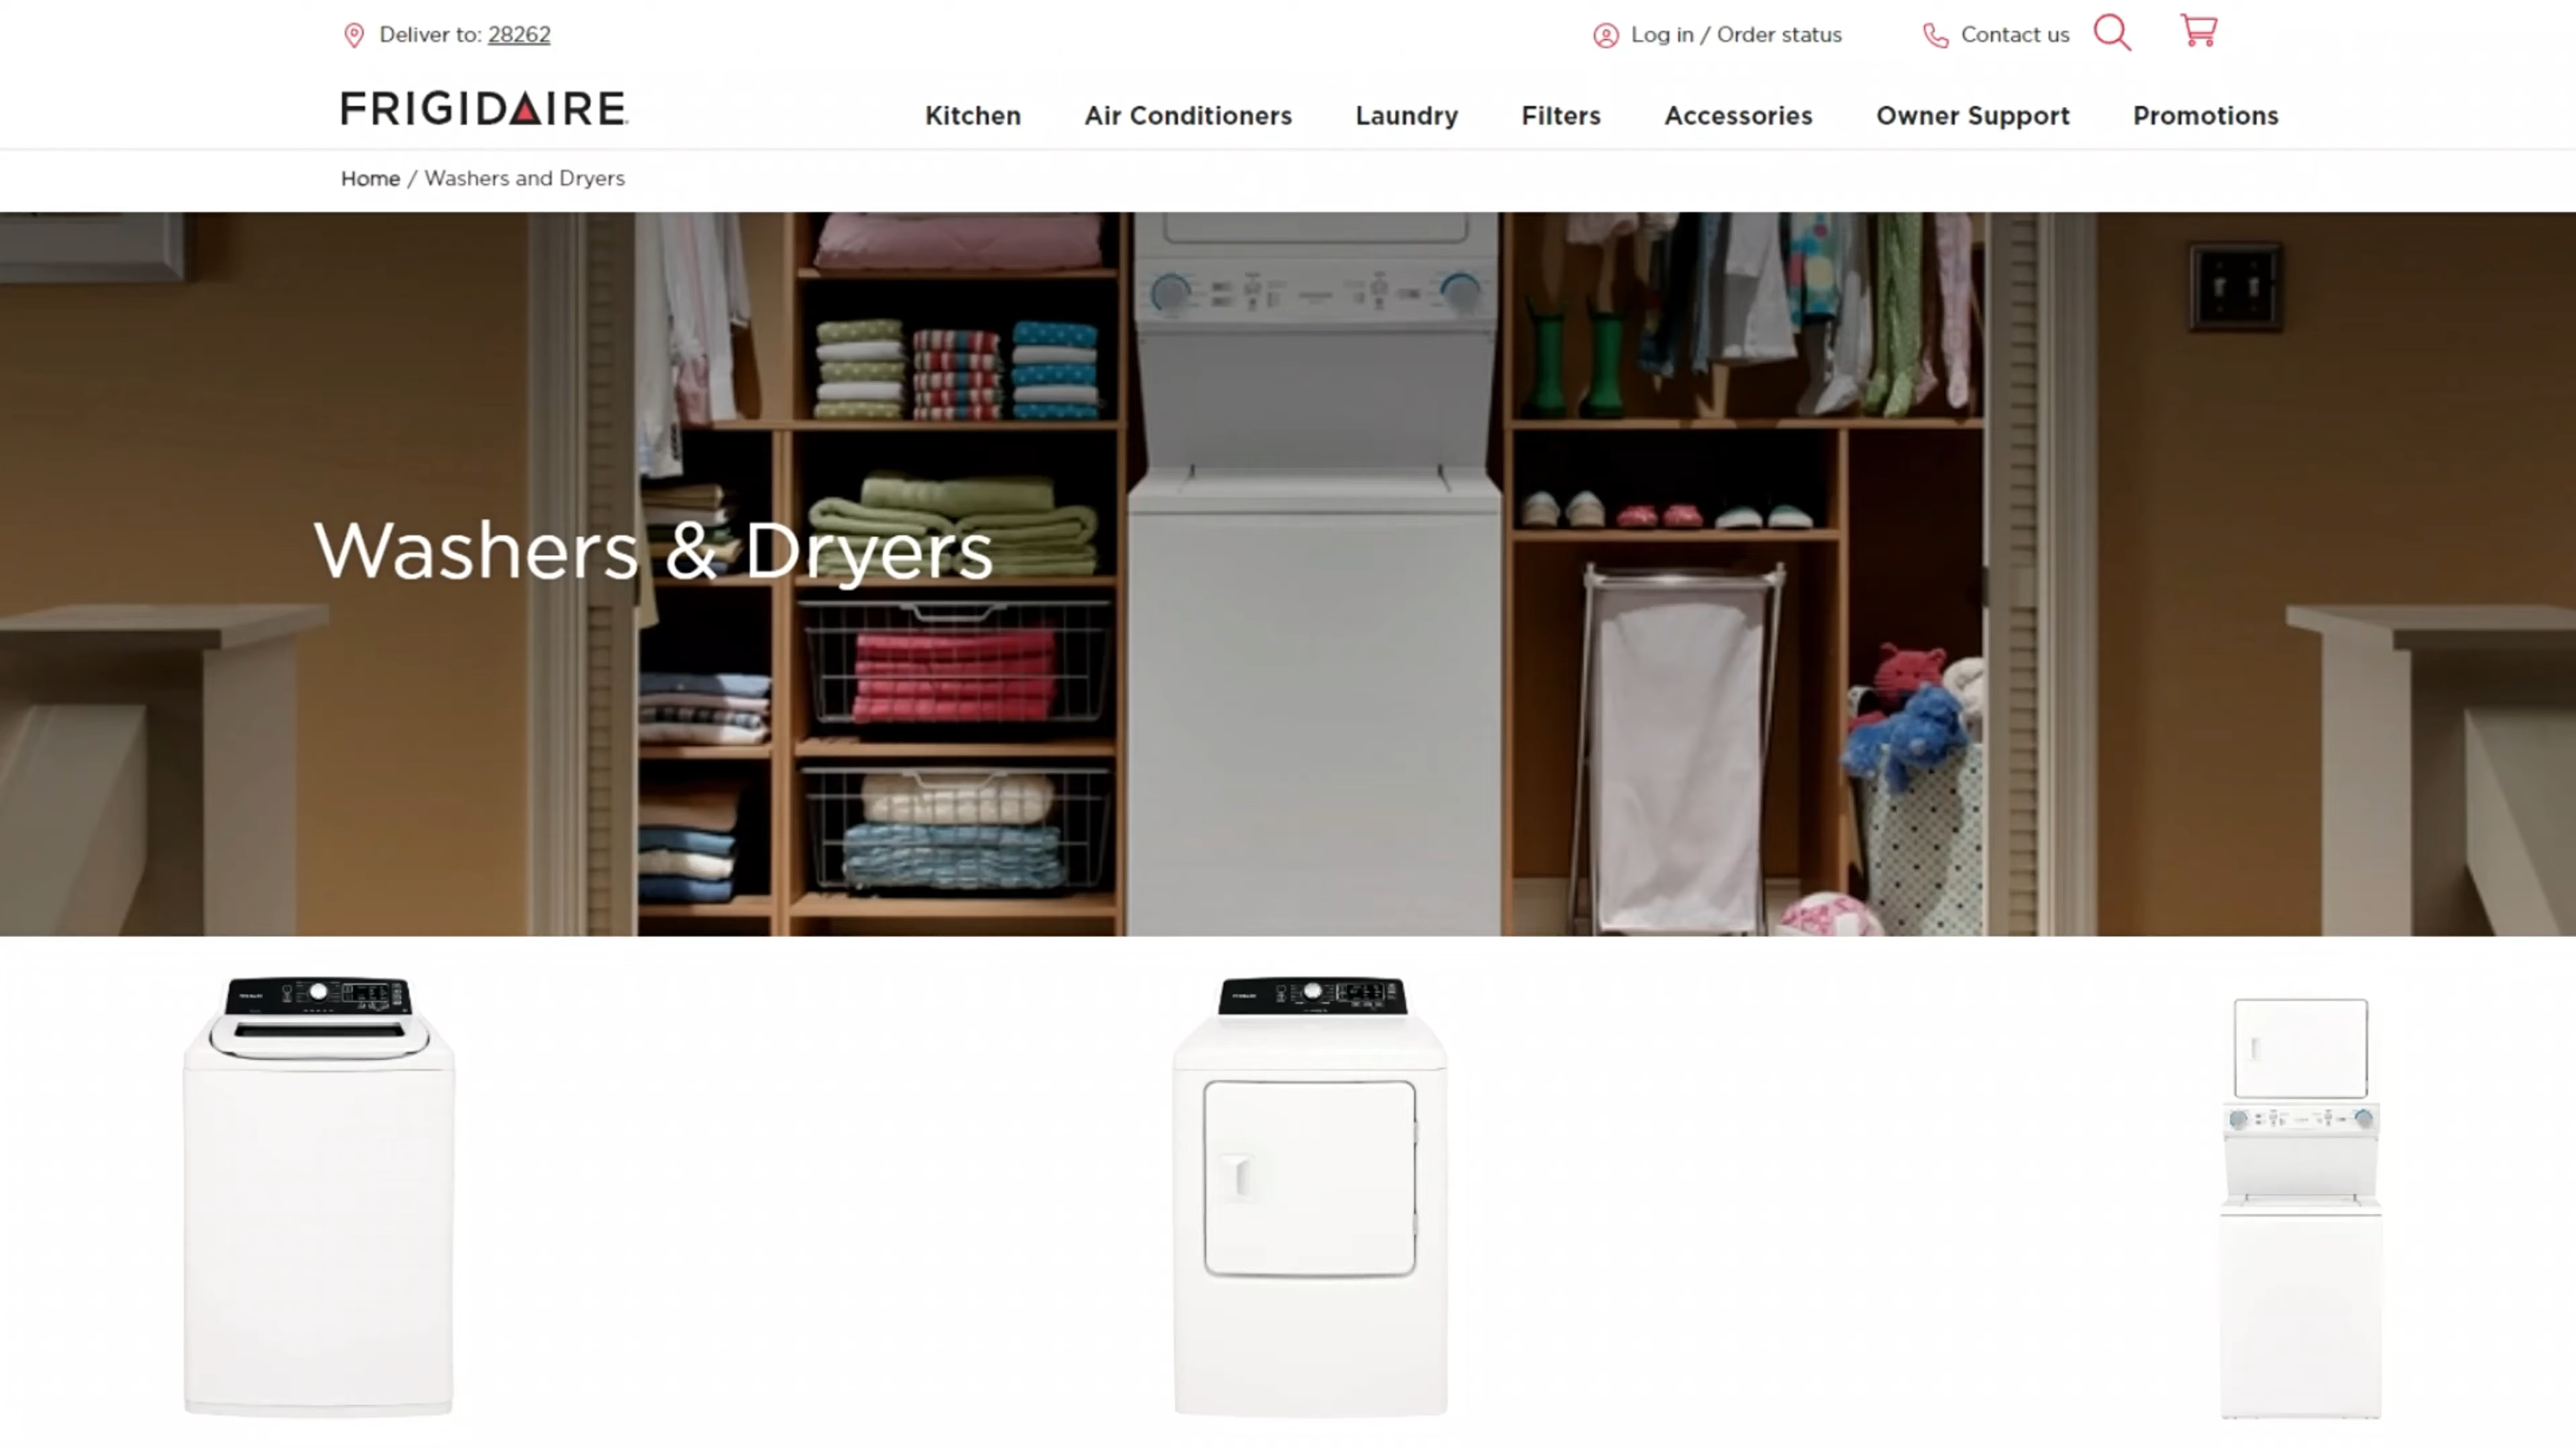 Deliver to: 28262
Log in / Order status
Contact us
FRIGIDAIRE
Kitchen
Air Conditioners
Laundry
Filters
Accessories
Owner Support
Promotions
Home / Washers and Dryers
Washers & Dryers